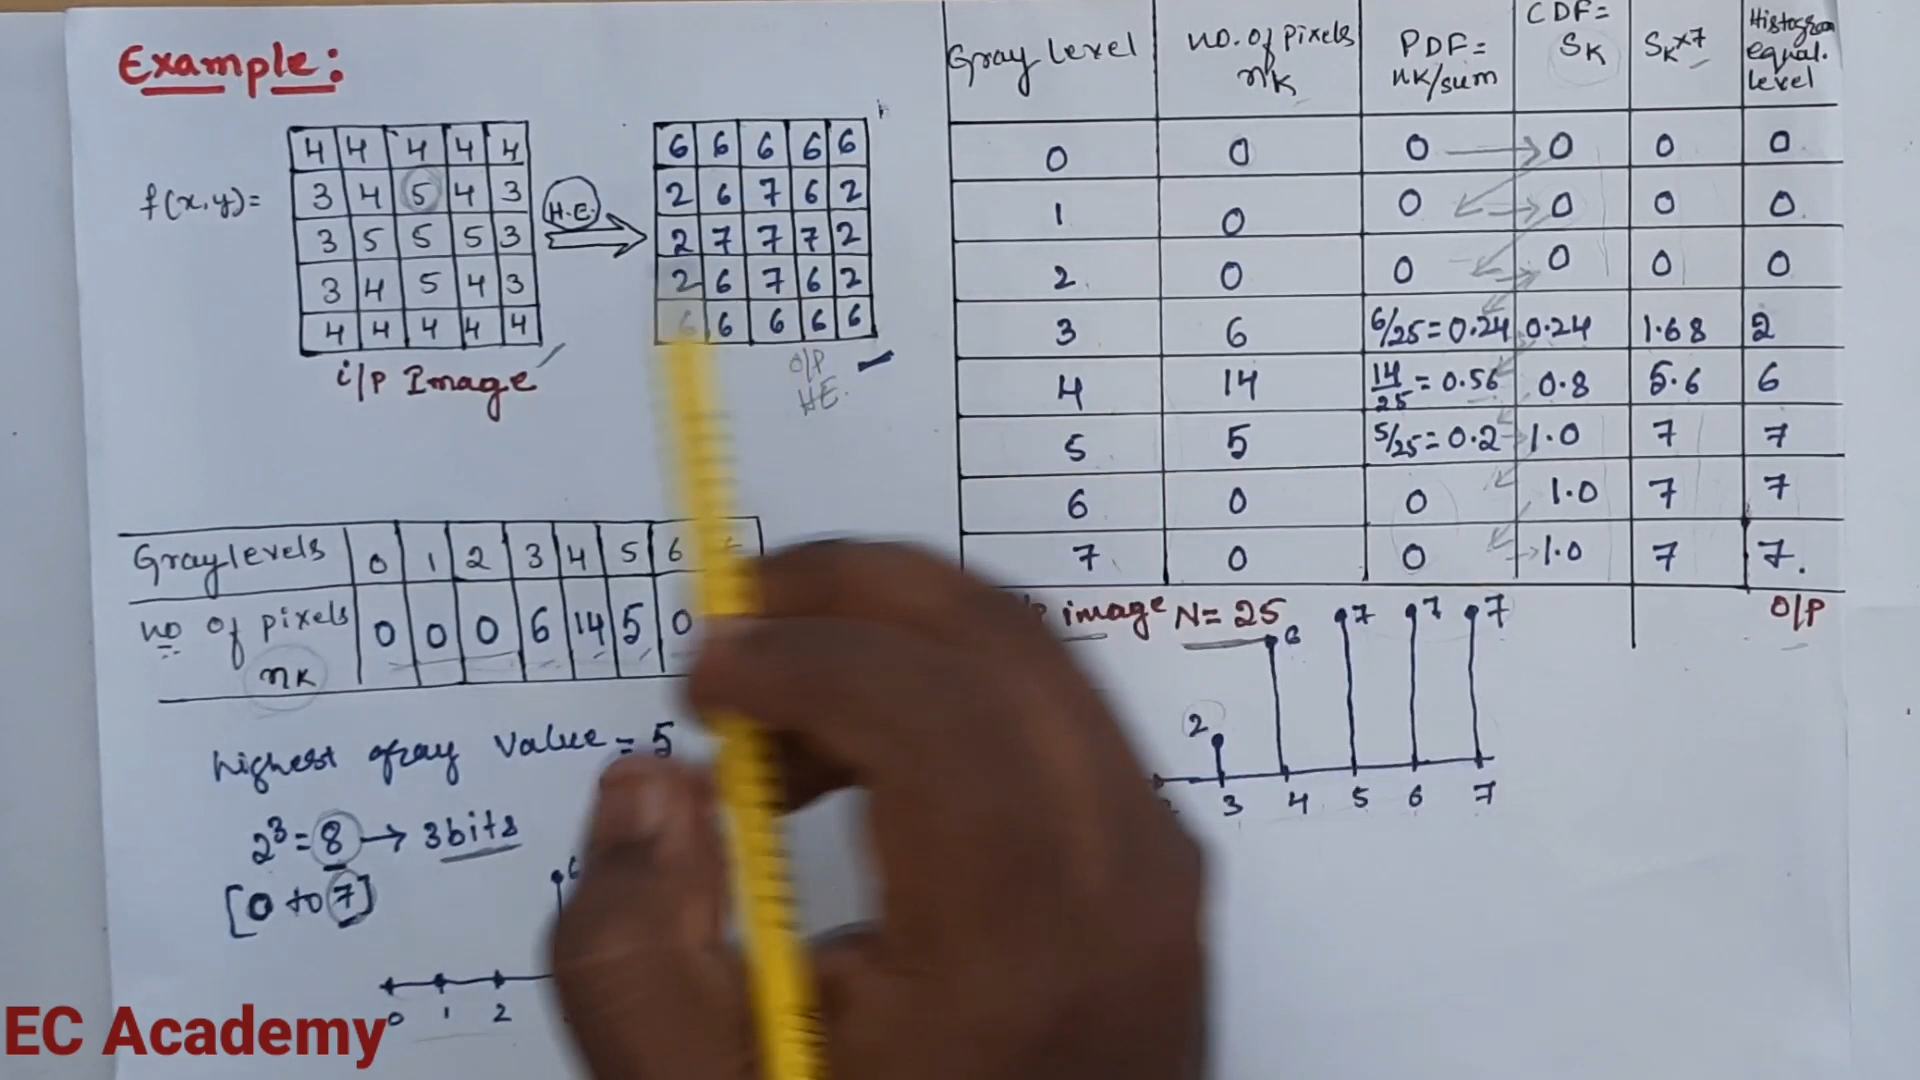 Example:
f(x,y)=
4 4 4 4 4
3 4 5 4 3
3 5 5 5 3
3 4 5 4 3
4 4 4 4 4
i/p Image
H.E.
6 6 6 6 6
2 6 7 6 2
2 7 7 7 2
2 6 7 6 2
6 6 6 6 6
O/P
HE.
Gray levels 0 1 2 3 4 5 6
no of pixels 0 0 0 6 14 5 0
nK
highest gray value = 5
2³ = 8 → 3 bits
[0 to 7]
6
0 1 2
Gray level no. of pixels nK PDF = nK/sum CDF = SK SK×7 Histogram equal. level
0 0 0 0 0 0
1 0 0 0 0 0.
2 0 0 0 0 0
3 6 6/25 = 0.24 0.24 1.68 2
4 14 14/25 = 0.56 0.8 5.6 6
5 5 5/25 = 0.2 1.0 7 7
6 0 0 1.0 7 7
7 0 0 1.0 7 7.
image N = 25
O/P
2 6 7 7 7
3 4 5 6 7
EC Academy